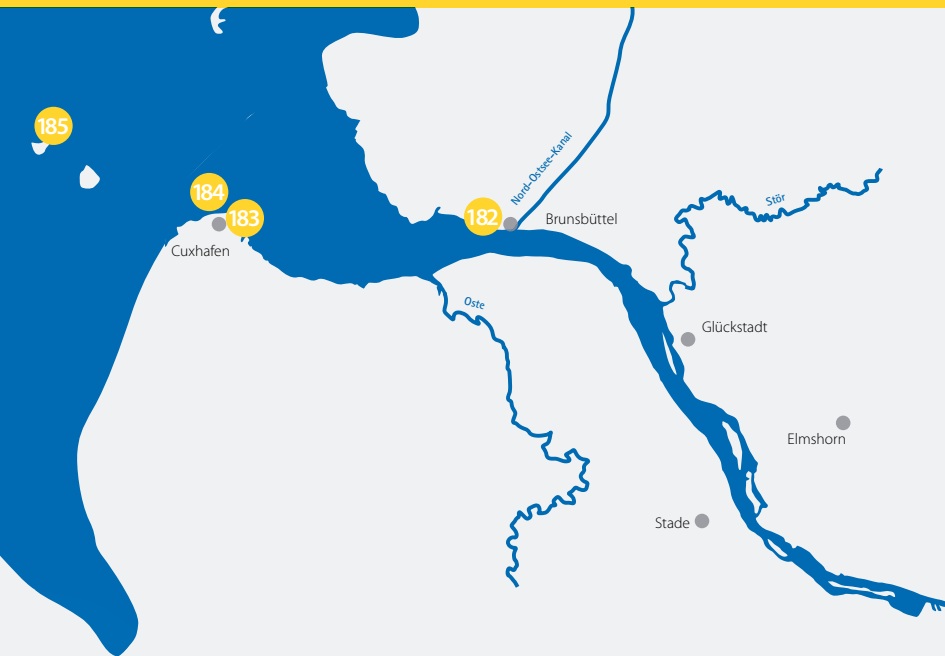 185
Nord-Ostsee-Kanal
184
183
182
Brunsbüttel
Stör
Cuxhafen
Oste
Glückstadt
Elmshorn
Stade